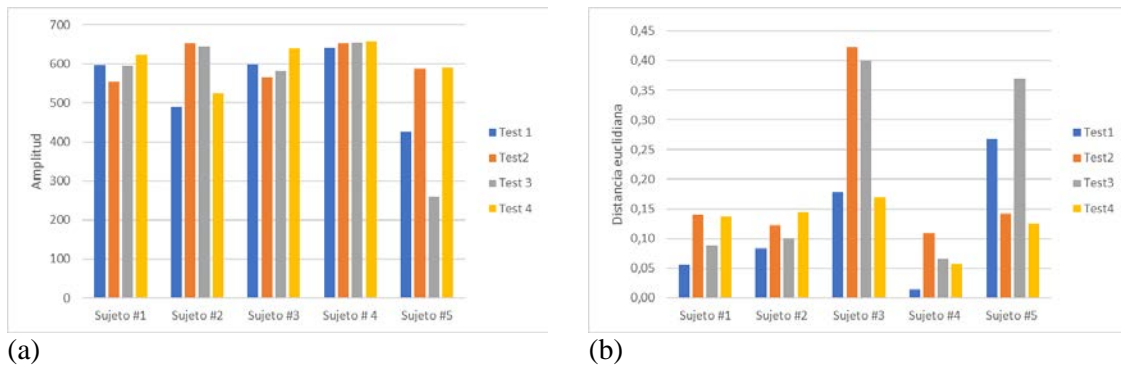 700
600
500
400
300
200
100
0
Amplitud
Sujeto #1
Sujeto #2
Sujeto #3
Sujeto # 4
Sujeto #5
Test 1
Test2
Test 3
Test 4
(a)
0,45
0,40
0,35
0,30
0,25
0,20
0,15
0,10
0,05
0,00
Distancia euclidiana
Sujeto #1
Sujeto #2
Sujeto #3
Sujeto #4
Sujeto #5
Test1
Test2
Test3
Test4
(b)